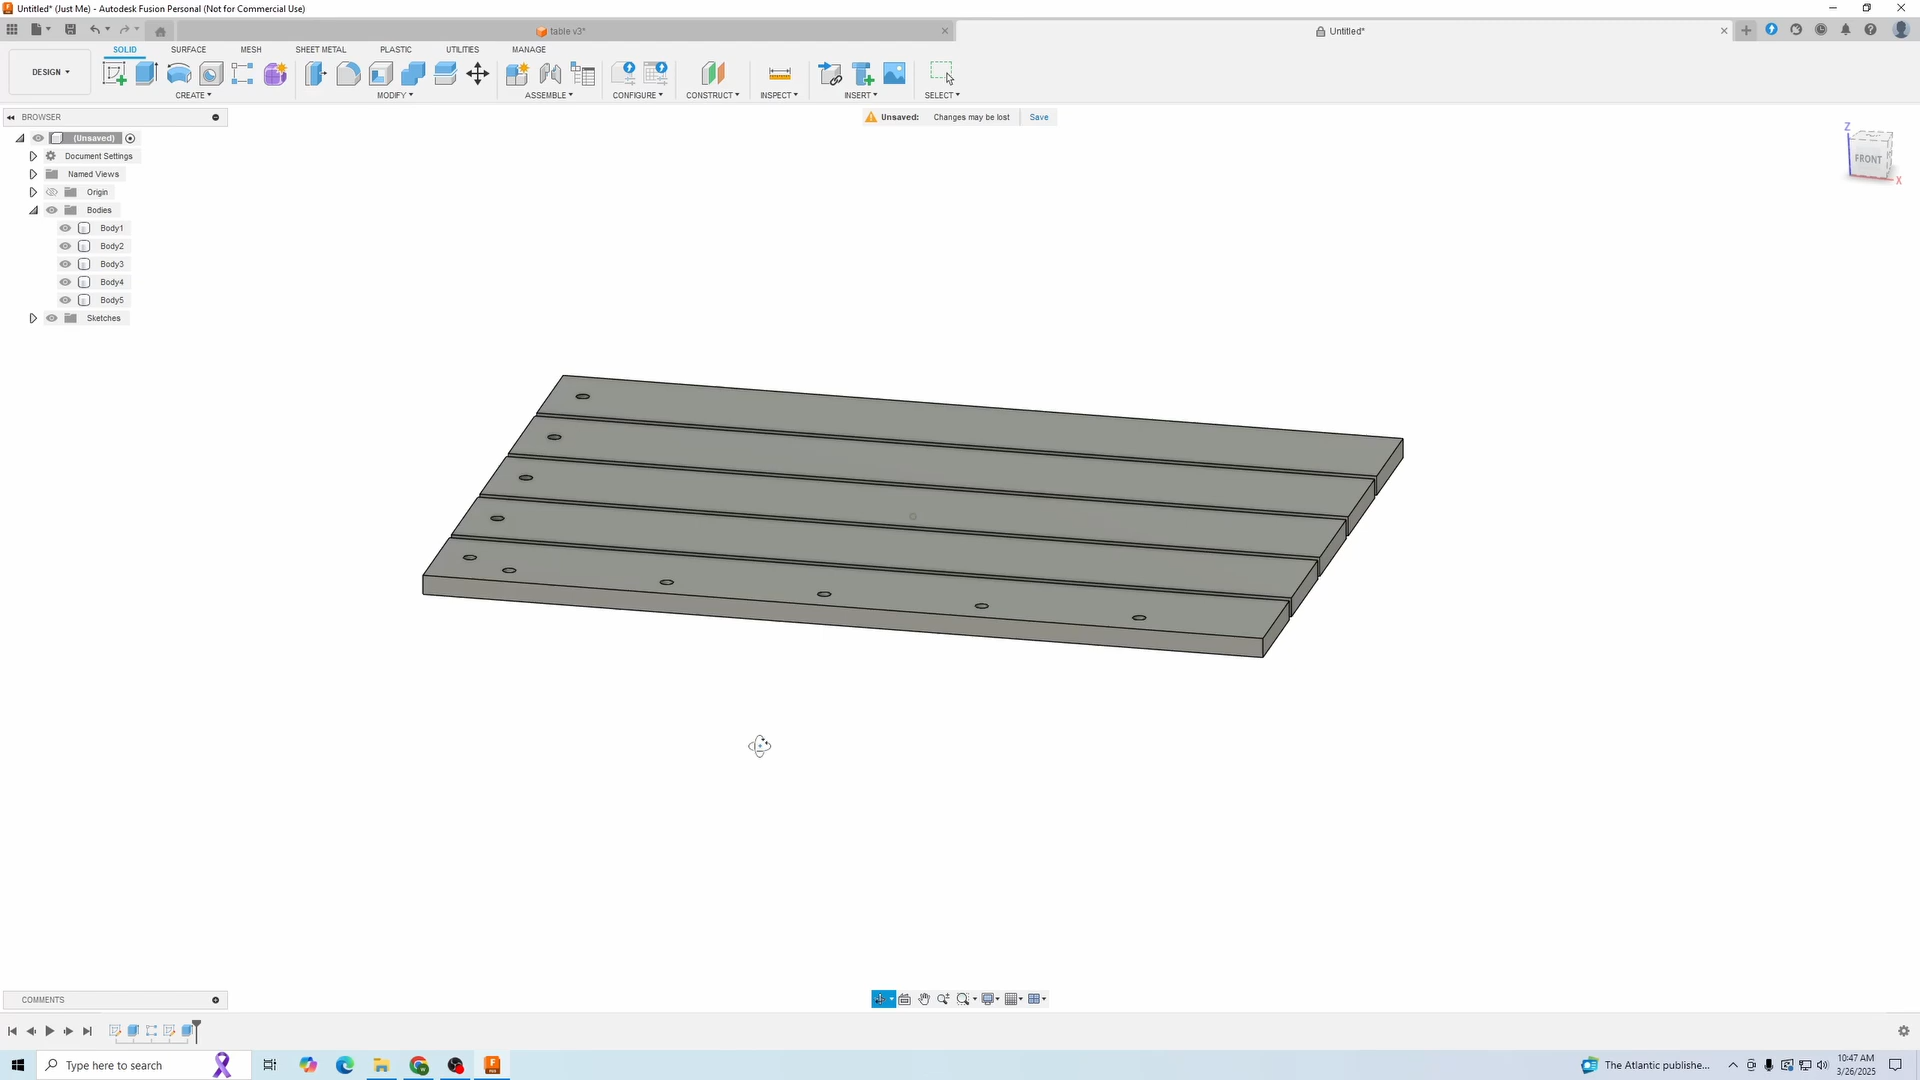 Untitled* (Just Me) - Autodesk Fusion Personal (Not for Commercial Use)
table v3*
Untitled*
DESIGN
SOLID SURFACE MESH SHEET METAL PLASTIC UTILITIES MANAGE
CREATE MODIFY ASSEMBLE CONFIGURE CONSTRUCT INSPECT INSERT SELECT
BROWSER
Unsaved: Changes may be lost Save
(Unsaved)
Document Settings
Named Views
Origin
Bodies
Body1
Body2
Body3
Body4
Body5
Sketches
Z
FRONT
X
COMMENTS
Type here to search
The Atlantic publishe...
10:47 AM
3/26/2025